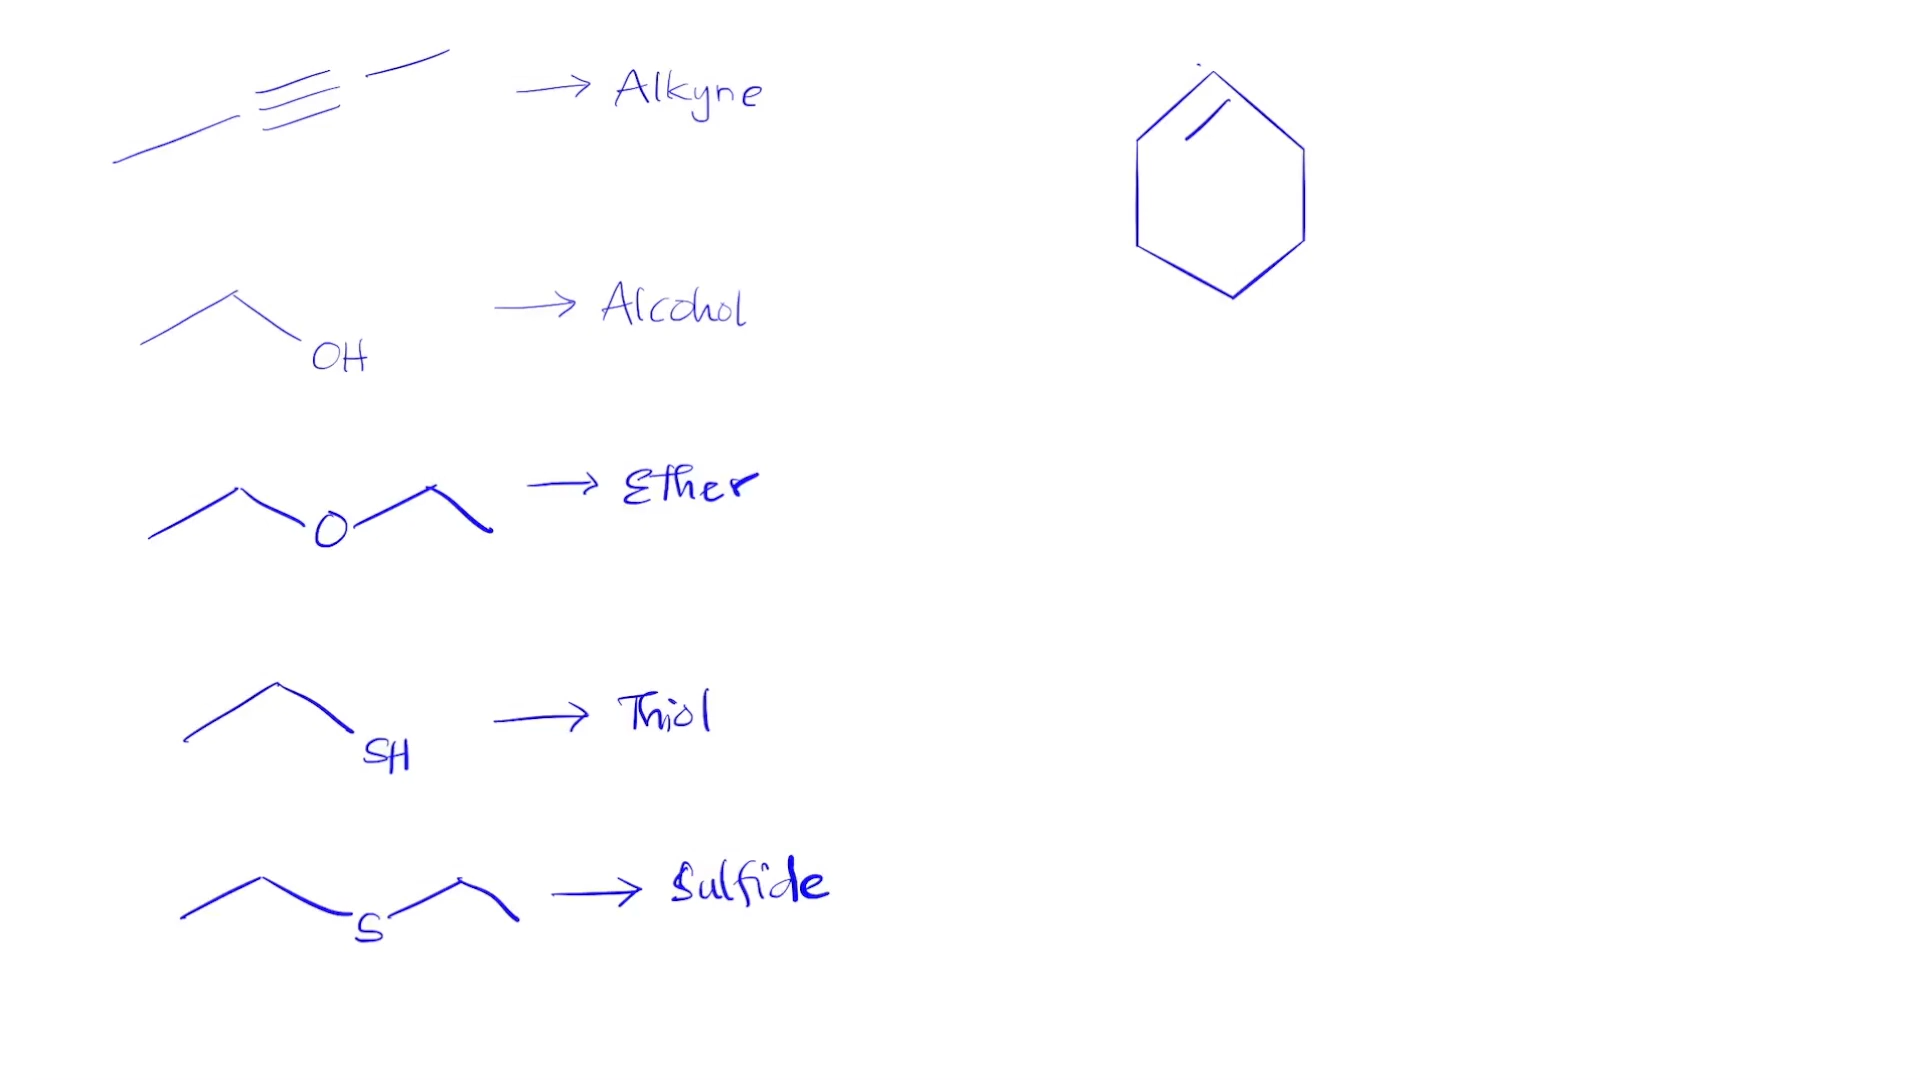 → Alkyne
OH → Alcohol
O → Ether
SH → Thiol
S → Sulfide